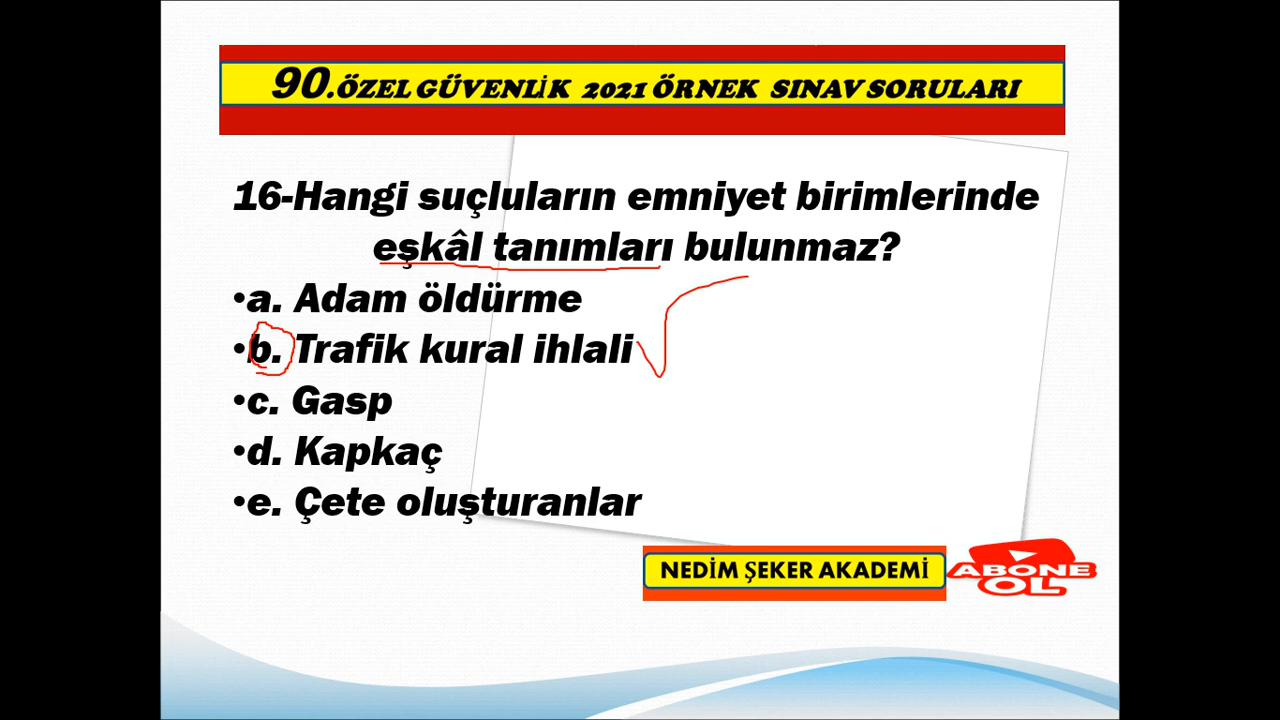 90.ÖZEL GÜVENLİK 2021 ÖRNEK SINAV SORULARI
16-Hangi suçluların emniyet birimlerinde
eşkâl tanımları bulunmaz?
•a. Adam öldürme
•b. Trafik kural ihlali
•c. Gasp
•d. Kapkaç
•e. Çete oluşturanlar
NEDİM ŞEKER AKADEMİ
ABONE
OL